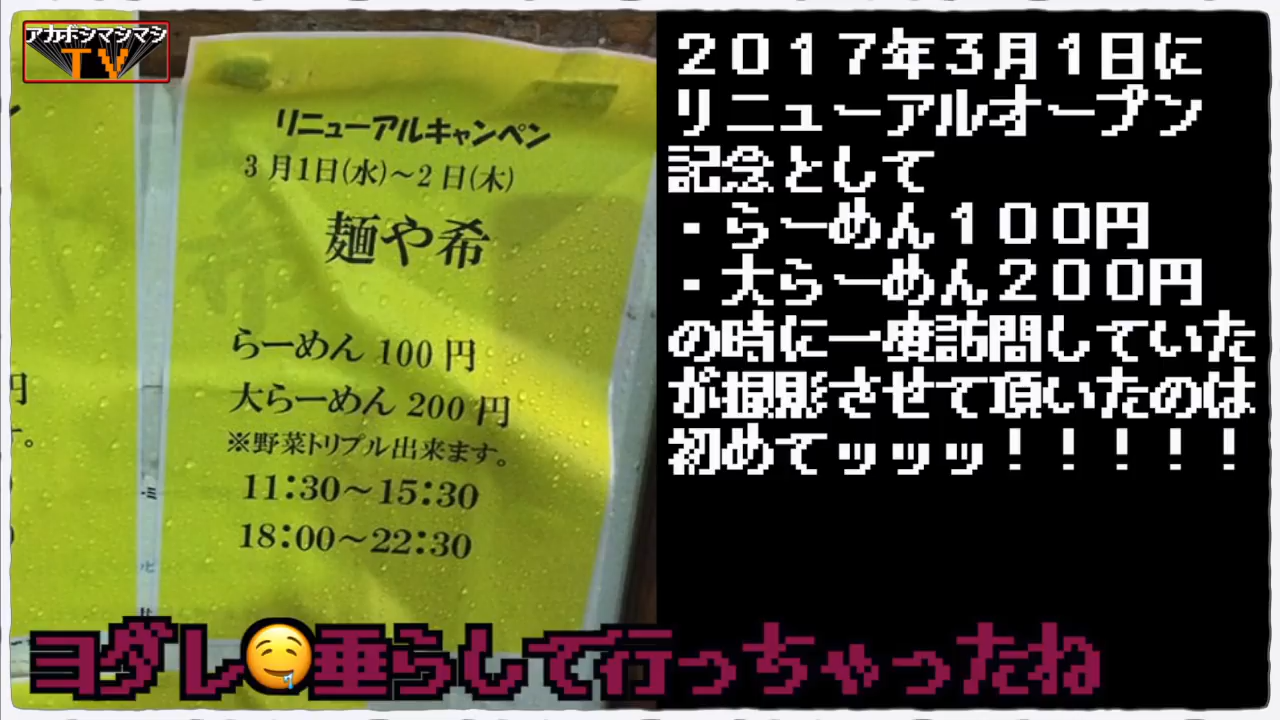 アカボシマシマシ
TV
リニューアルキャンペン
3月1日(水)～2日(木)
麺や希
らーめん 100 円
大らーめん 200 円
※野菜トリプル出来ます。
11:30～15:30
18:00～22:30
円
す。
２０１７年３月１日に
リニューアルオープン
記念として
・らーめん１００円
・大らーめん２００円
の時に一度訪問していた
が撮影させて頂いたのは
初めてッッッ！！！！！
ヨダレ🤤垂らして行っちゃったね